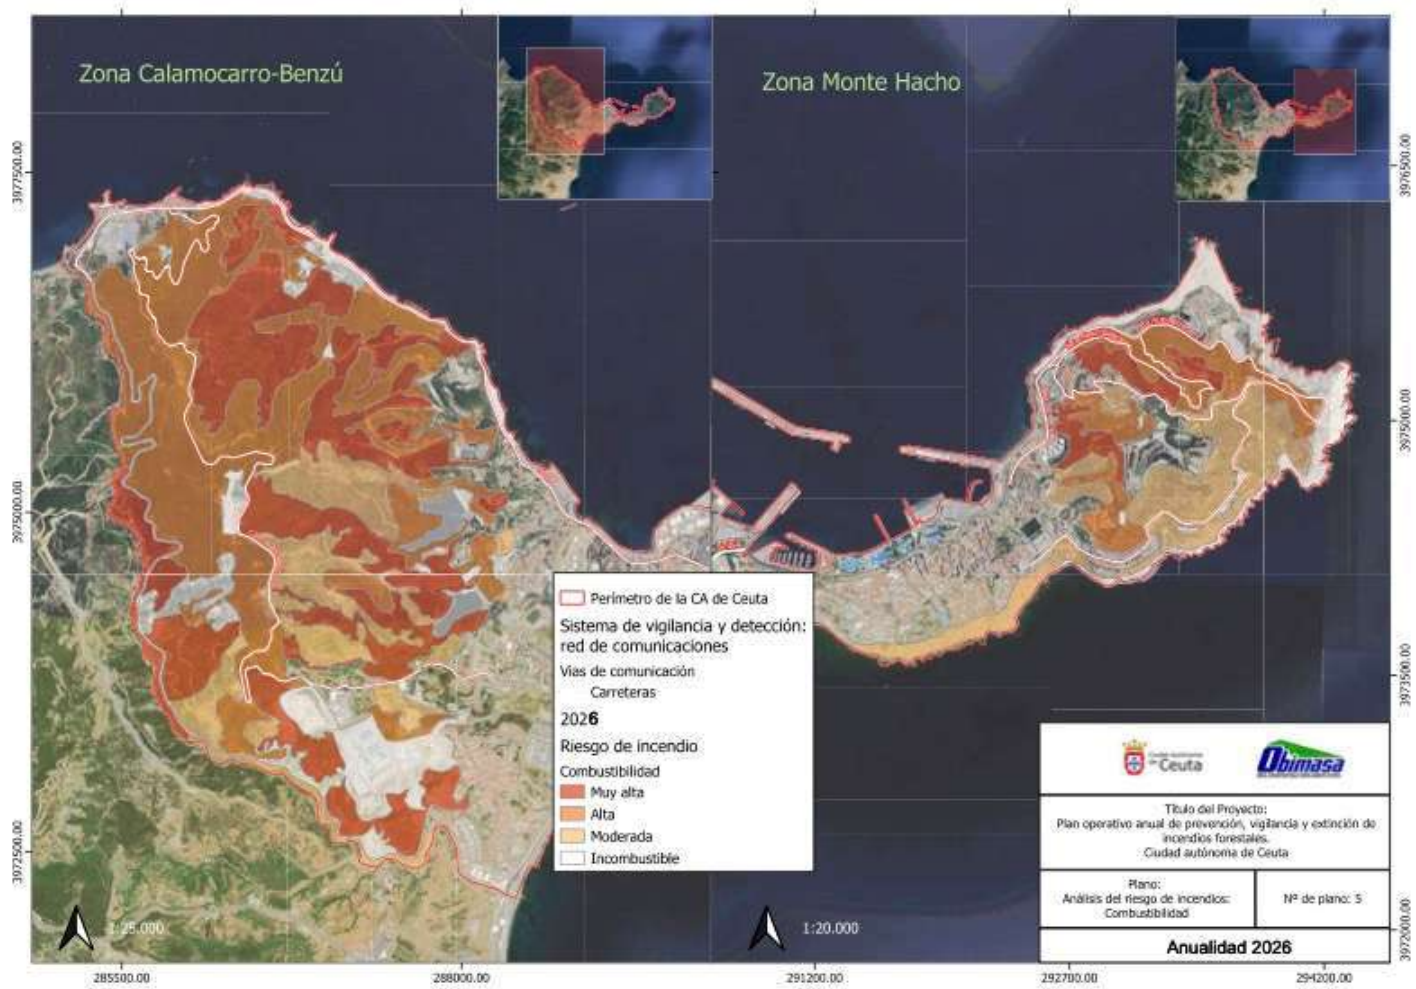 Zona Calamocarro-Benzú
Zona Monte Hacho
3977500.00
3975000.00
3972500.00
3976500.00
3975000.00
3973500.00
3972000.00
Perímetro de la CA de Ceuta
Sistema de vigilancia y detección:
red de comunicaciones
Vías de comunicación
Carreteras
2026
Riesgo de incendio
Combustibilidad
Muy alta
Alta
Moderada
Incombustible
1:25.000
1:20.000
Ceuta
Obimasa
Título del Proyecto:
Plan operativo anual de prevención, vigilancia y extinción de
incendios forestales.
Ciudad autónoma de Ceuta
Plano:
Análisis del riesgo de incendios:
Combustibilidad
Nº de plano: 5
Anualidad 2026
285500.00
288000.00
291200.00
292700.00
294200.00